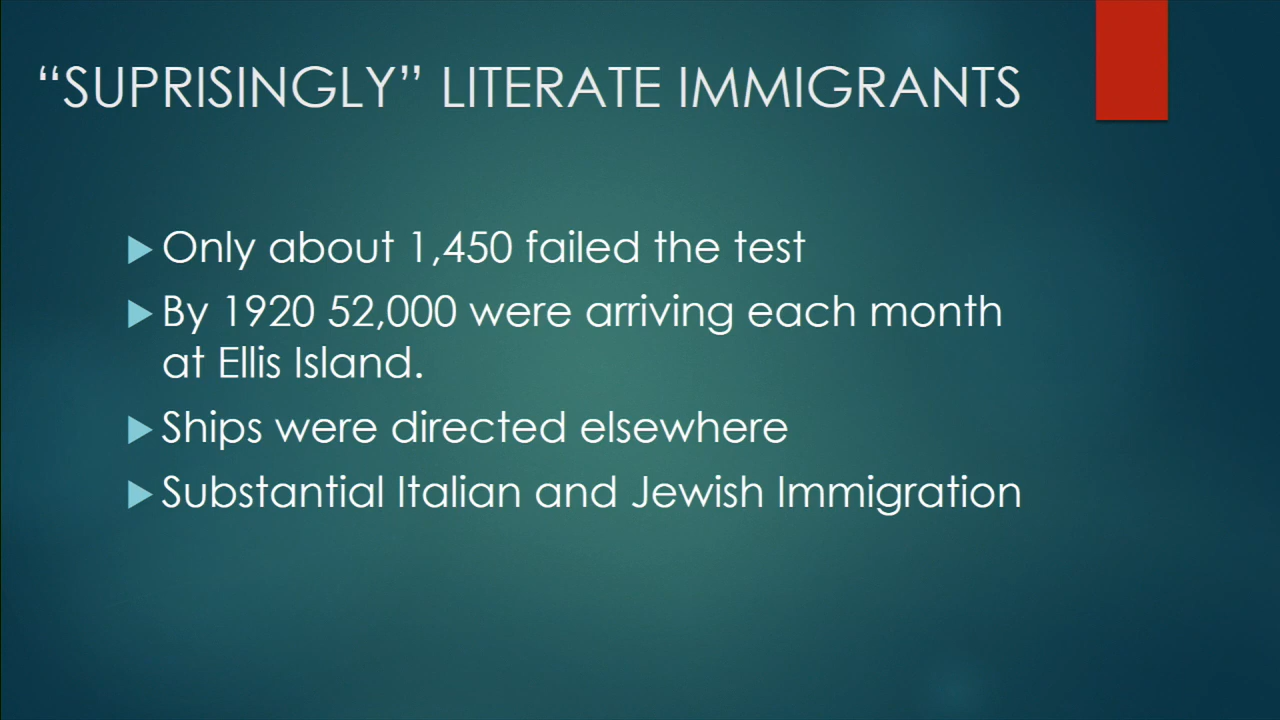 “SUPRISINGLY” LITERATE IMMIGRANTS
Only about 1,450 failed the test
By 1920 52,000 were arriving each month
at Ellis Island.
Ships were directed elsewhere
Substantial Italian and Jewish Immigration